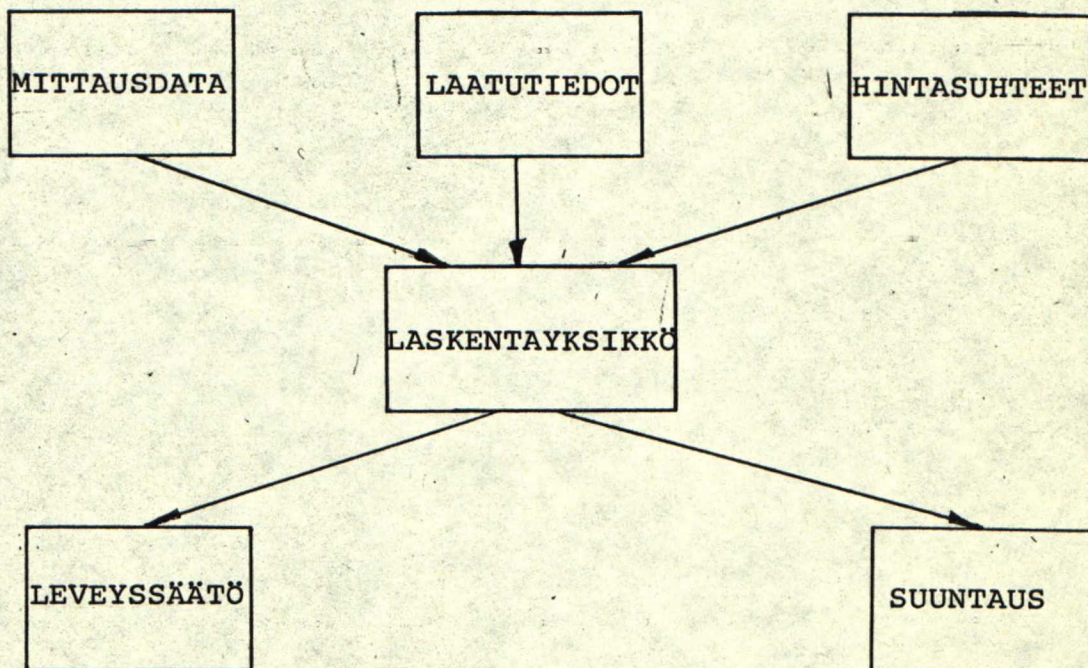 MITTAUSDATA
LAATUTIEDOT
HINTASUHTEET
LASKENTAYKSIKKÖ
LEVEYSSÄÄTÖ
SUUNTAUS